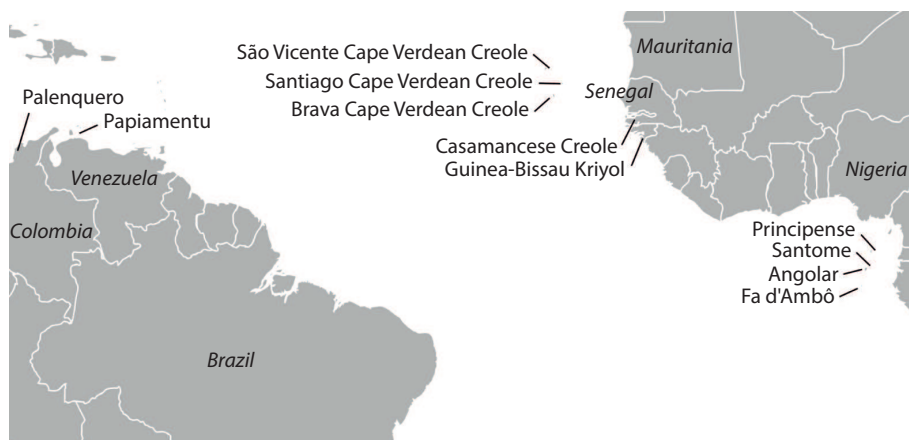 São Vicente Cape Verdean Creole
Mauritania
Santiago Cape Verdean Creole
Senegal
Palenquero
Brava Cape Verdean Creole
Papiamentu
Casamancese Creole
Guinea-Bissau Kriyol
Nigeria
Venezuela
Colombia
Principense
Santome
Angolar
Fa d'Ambô
Brazil